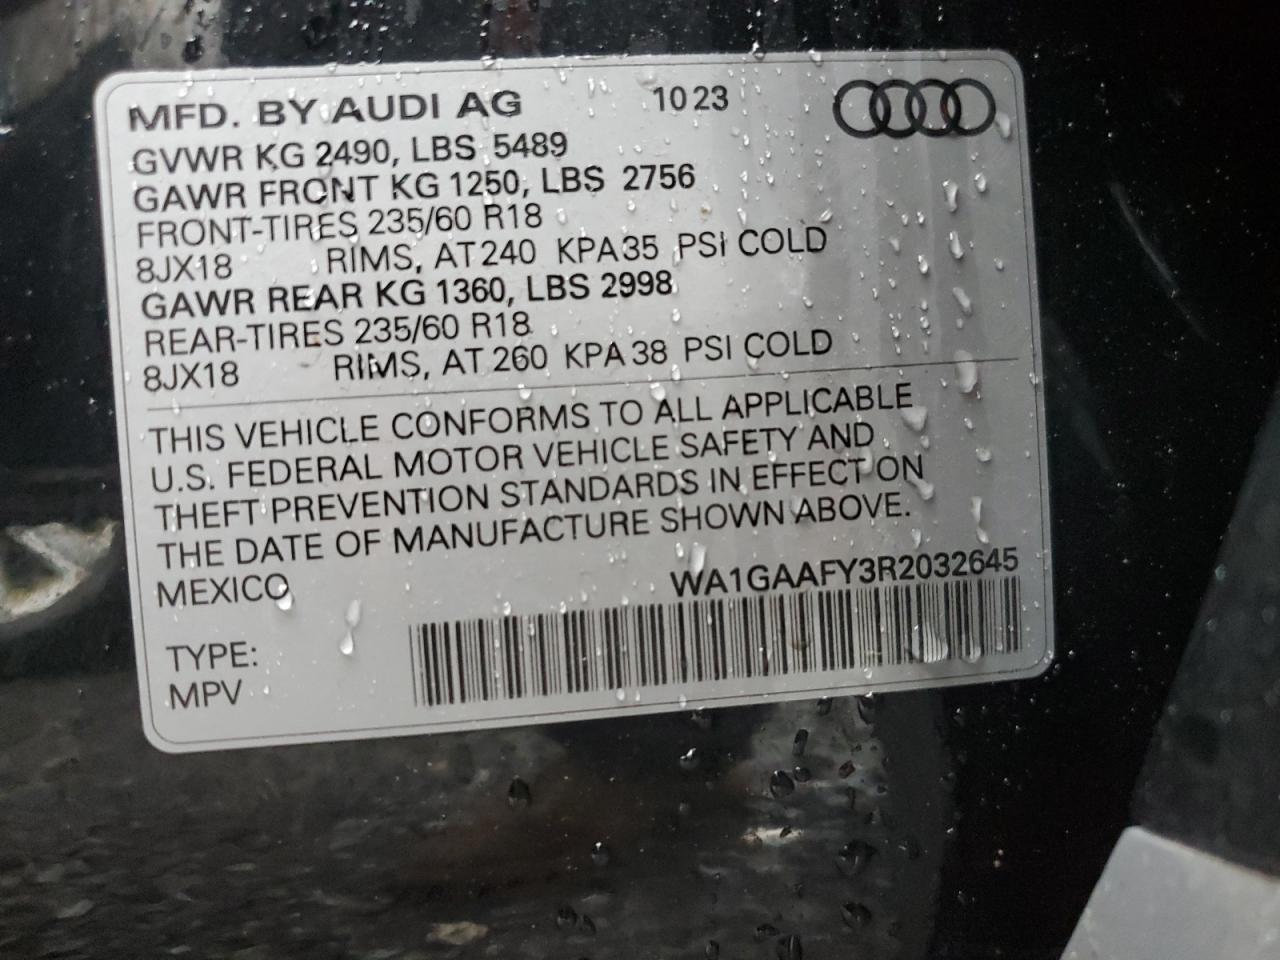 MFD. BY AUDI AG 10 23
GVWR KG 2490, LBS 5489
GAWR FRONT KG 1250, LBS 2756
FRONT-TIRES 235/60 R18
8JX18 RIMS, AT 240 KPA 35 PSI COLD
GAWR REAR KG 1360, LBS 2998
REAR-TIRES 235/60 R18
8JX18 RIMS, AT 260 KPA 38 PSI COLD
THIS VEHICLE CONFORMS TO ALL APPLICABLE
U.S. FEDERAL MOTOR VEHICLE SAFETY AND
THEFT PREVENTION STANDARDS IN EFFECT ON
THE DATE OF MANUFACTURE SHOWN ABOVE.
MEXICO WA1GAAFY3R2032645
TYPE:
MPV